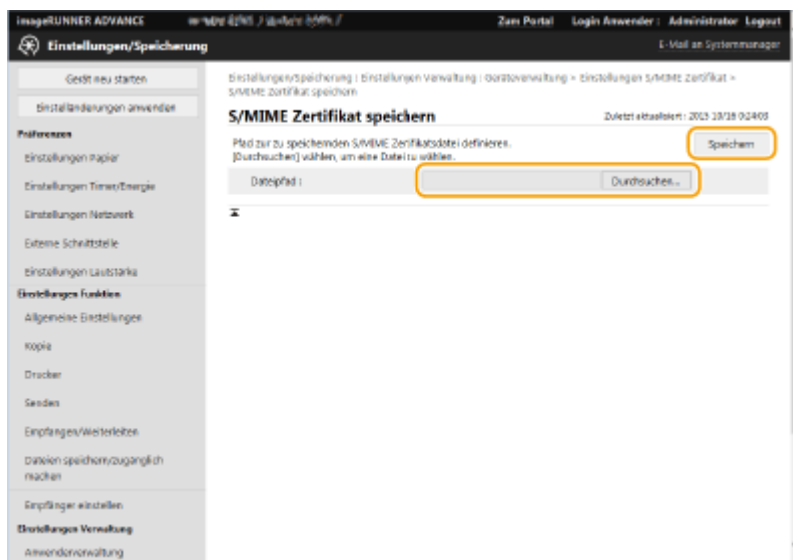 imageRUNNER ADVANCE
Zum Portal Login Anwender : Administrator Logout
Einstellungen/Speicherung
E-Mail an Systemmanager
Gerät neu starten
Einstelländerungen anwenden
Präferenzen
Einstellungen Papier
Einstellungen Timer/Energie
Einstellungen Netzwerk
Externe Schnittstelle
Einstellungen Lautstärke
Einstellungen Funktion
Allgemeine Einstellungen
Kopie
Drucker
Senden
Empfangen/Weiterleiten
Dateien speichern/zugänglich
machen
Empfänger einstellen
Einstellungen Verwaltung
Anwenderverwaltung
Einstellungen/Speicherung : Einstellungen Verwaltung : Geräteverwaltung > Einstellungen S/MIME Zertifikat >
S/MIME Zertifikat speichern
S/MIME Zertifikat speichern
Zuletzt aktualisiert : 2015 10/16 0:24:03
Pfad zur zu speichernden S/MIME Zertifikatsdatei definieren.
[Durchsuchen] wählen, um eine Datei zu wählen.
Speichern
Dateipfad :
Durchsuchen...